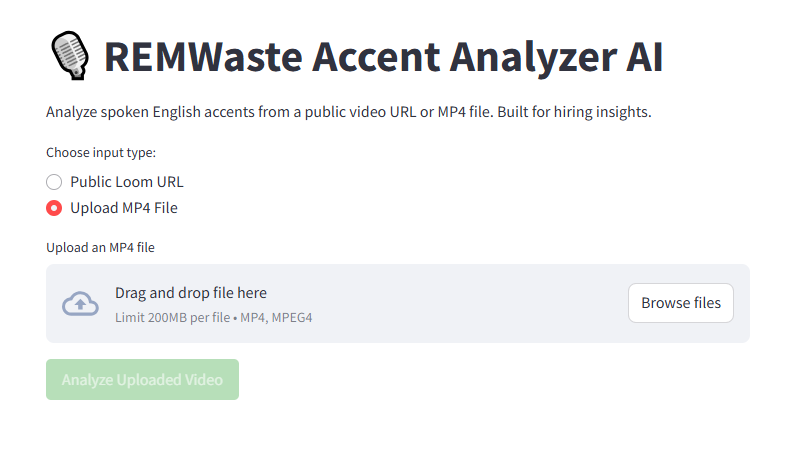 REMWaste Accent Analyzer AI
Analyze spoken English accents from a public video URL or MP4 file. Built for hiring insights.
Choose input type:
Public Loom URL
Upload MP4 File
Upload an MP4 file
Drag and drop file here
Limit 200MB per file • MP4, MPEG4
Browse files
Analyze Uploaded Video